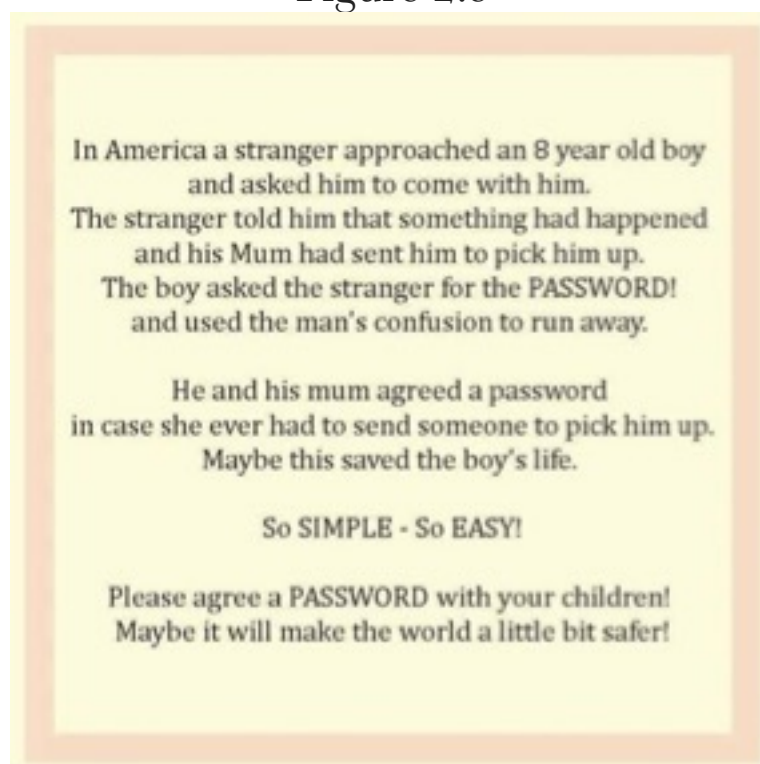 In America a stranger approached an 8 year old boy
and asked him to come with him.
The stranger told him that something had happened
and his Mum had sent him to pick him up.
The boy asked the stranger for the PASSWORD!
and used the man's confusion to run away.
He and his mum agreed a password
in case she ever had to send someone to pick him up.
Maybe this saved the boy's life.
So SIMPLE - So EASY!
Please agree a PASSWORD with your children!
Maybe it will make the world a little bit safer!